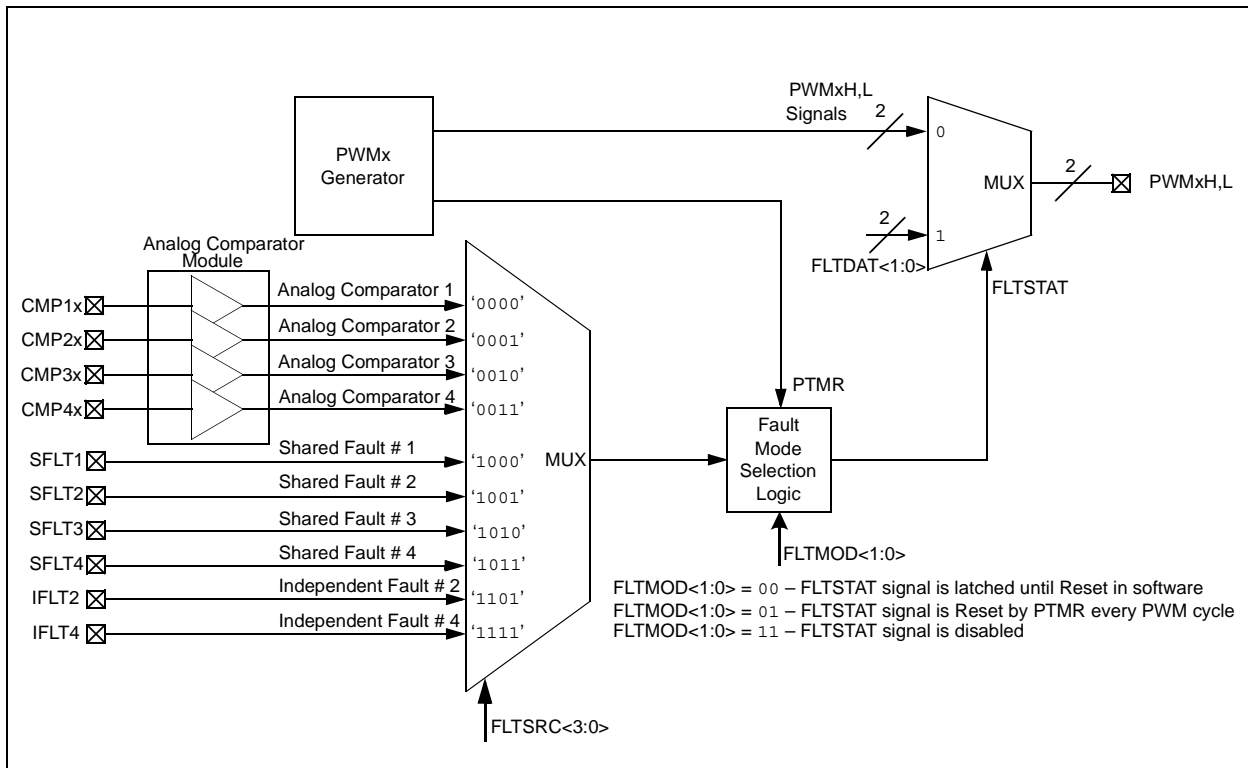 PWMxH,L
Signals
2
0
PWMx
Generator
MUX
2
PWMxH,L
2
1
FLTDAT<1:0>
FLTSTAT
Analog Comparator
Module
CMP1x
Analog Comparator 1
‘0000’
CMP2x
Analog Comparator 2
‘0001’
CMP3x
Analog Comparator 3
‘0010’
CMP4x
Analog Comparator 4
‘0011’
PTMR
Fault
Mode
Selection
Logic
SFLT1
Shared Fault # 1
‘1000’
MUX
SFLT2
Shared Fault # 2
‘1001’
SFLT3
Shared Fault # 3
‘1010’
SFLT4
Shared Fault # 4
‘1011’
IFLT2
Independent Fault # 2
‘1101’
IFLT4
Independent Fault # 4
‘1111’
FLTMOD<1:0>
FLTMOD<1:0> = 00 – FLTSTAT signal is latched until Reset in software
FLTMOD<1:0> = 01 – FLTSTAT signal is Reset by PTMR every PWM cycle
FLTMOD<1:0> = 11 – FLTSTAT signal is disabled
FLTSRC<3:0>